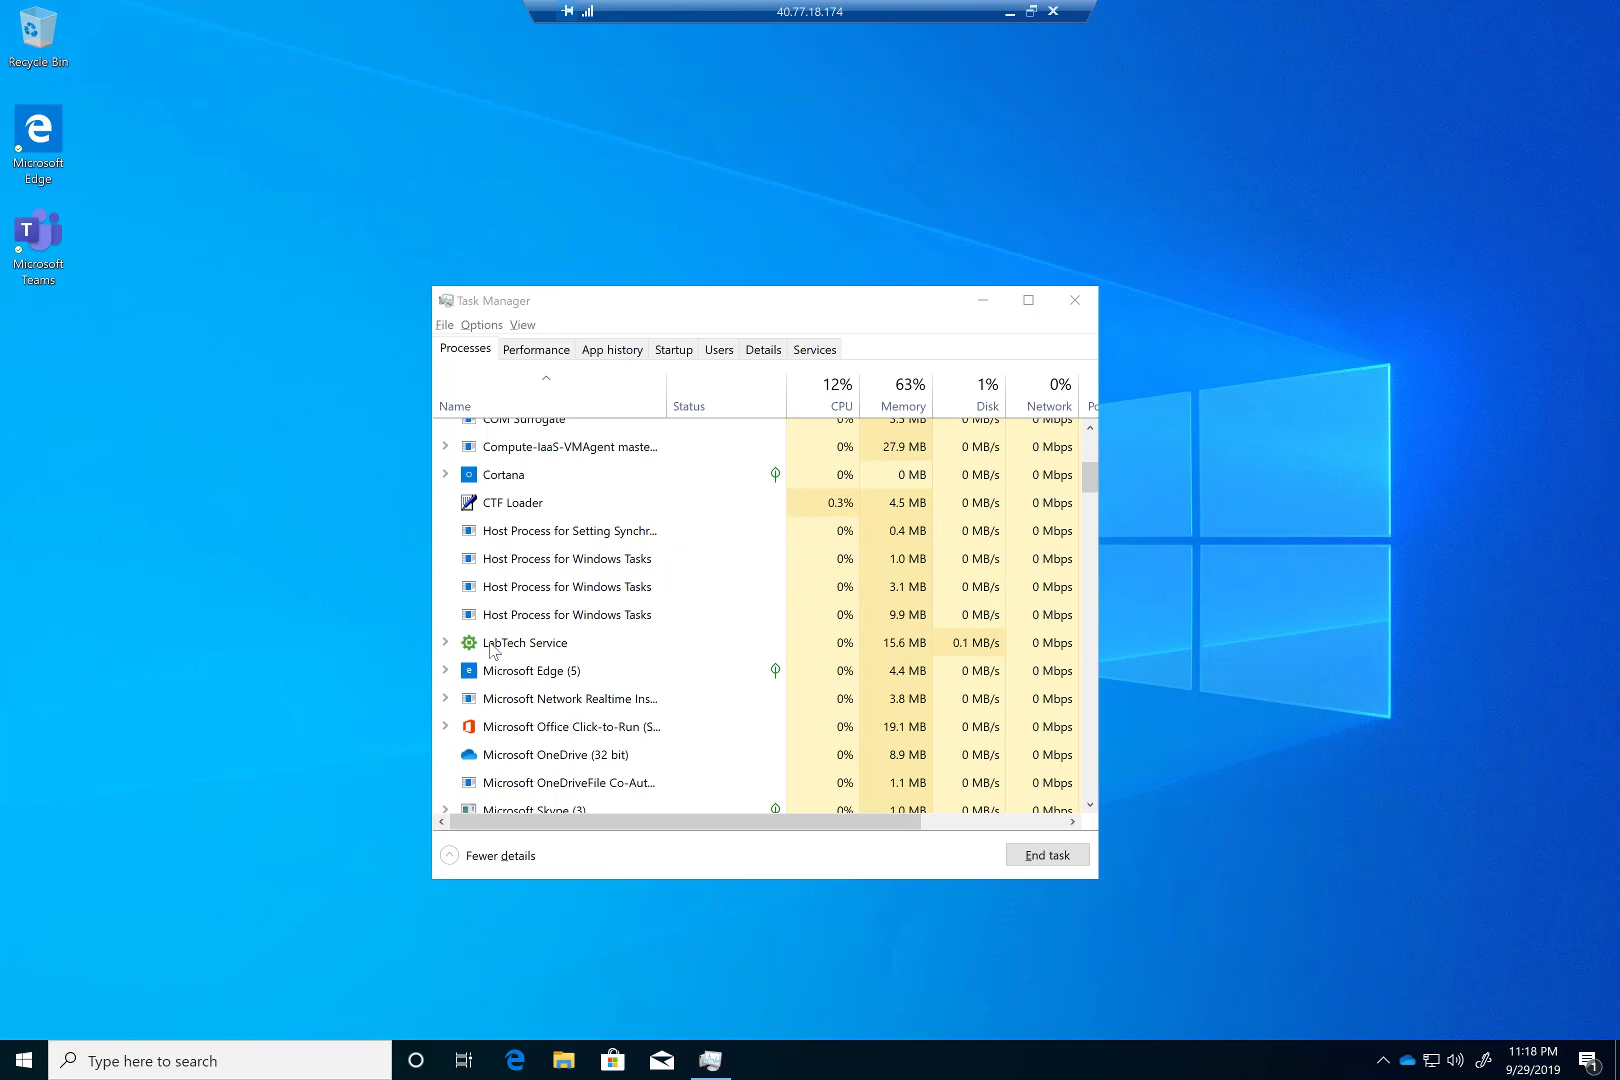 40.77.18.174
Recycle Bin
Microsoft
Edge
Microsoft
Teams
Task Manager
File Options View
Processes Performance App history Startup Users Details Services
12% 63% 1% 0%
Name Status CPU Memory Disk Network Po
COM Surrogate 0% 3.3 MB 0 MB/s 0 Mbps
Compute-IaaS-VMAgent maste... 0% 27.9 MB 0 MB/s 0 Mbps
Cortana 0% 0 MB 0 MB/s 0 Mbps
CTF Loader 0.3% 4.5 MB 0 MB/s 0 Mbps
Host Process for Setting Synchr... 0% 0.4 MB 0 MB/s 0 Mbps
Host Process for Windows Tasks 0% 1.0 MB 0 MB/s 0 Mbps
Host Process for Windows Tasks 0% 3.1 MB 0 MB/s 0 Mbps
Host Process for Windows Tasks 0% 9.9 MB 0 MB/s 0 Mbps
LabTech Service 0% 15.6 MB 0.1 MB/s 0 Mbps
Microsoft Edge (5) 0% 4.4 MB 0 MB/s 0 Mbps
Microsoft Network Realtime Ins... 0% 3.8 MB 0 MB/s 0 Mbps
Microsoft Office Click-to-Run (S... 0% 19.1 MB 0 MB/s 0 Mbps
Microsoft OneDrive (32 bit) 0% 8.9 MB 0 MB/s 0 Mbps
Microsoft OneDriveFile Co-Aut... 0% 1.1 MB 0 MB/s 0 Mbps
Microsoft Skype (3) 0% 1.0 MB 0 MB/s 0 Mbps
Fewer details End task
Type here to search
11:18 PM
9/29/2019
1